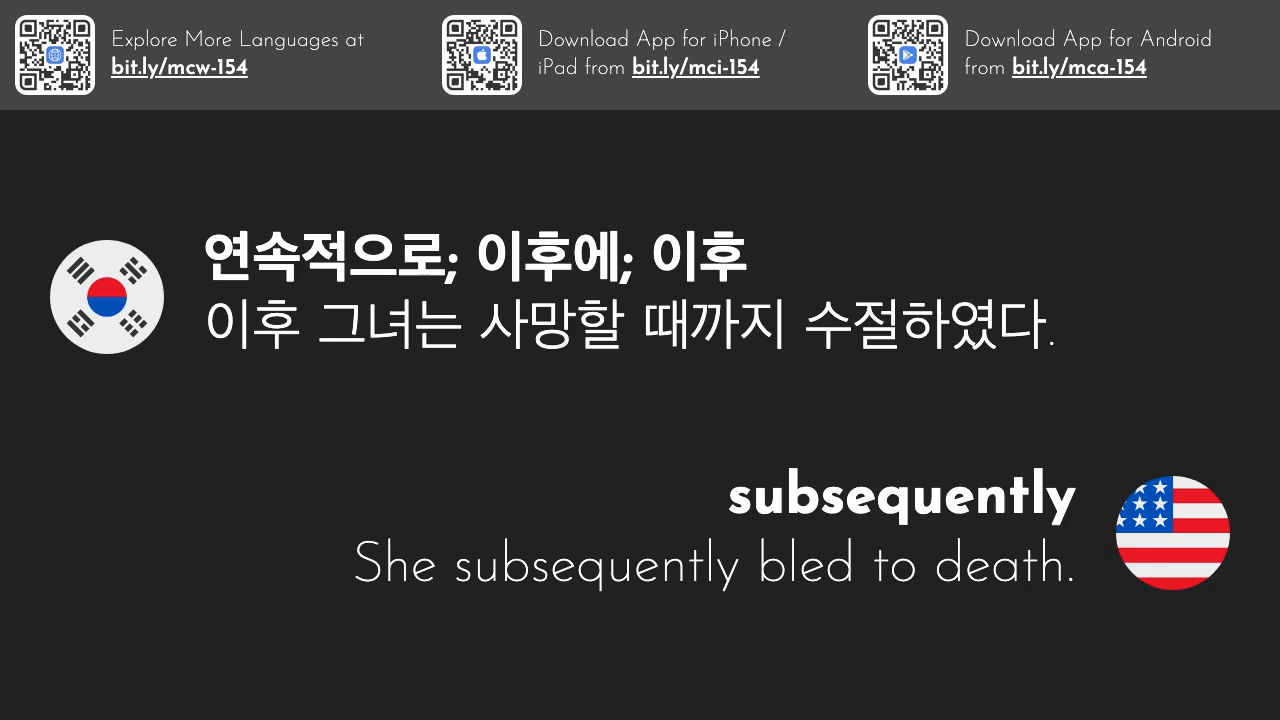 Explore More Languages at
bit.ly/mcw-154
Download App for iPhone /
iPad from bit.ly/mci-154
Download App for Android
from bit.ly/mca-154
연속적으로; 이후에; 이후
이후 그녀는 사망할 때까지 수절하였다.
subsequently
She subsequently bled to death.